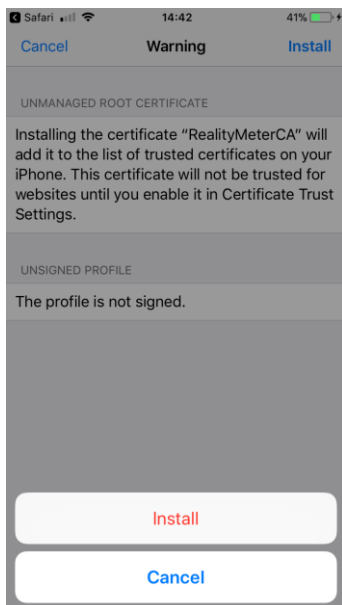 Safari 14:42 41%
Cancel Warning Install
UNMANAGED ROOT CERTIFICATE
Installing the certificate “RealityMeterCA” will
add it to the list of trusted certificates on your
iPhone. This certificate will not be trusted for
websites until you enable it in Certificate Trust
Settings.
UNSIGNED PROFILE
The profile is not signed.
Install
Cancel